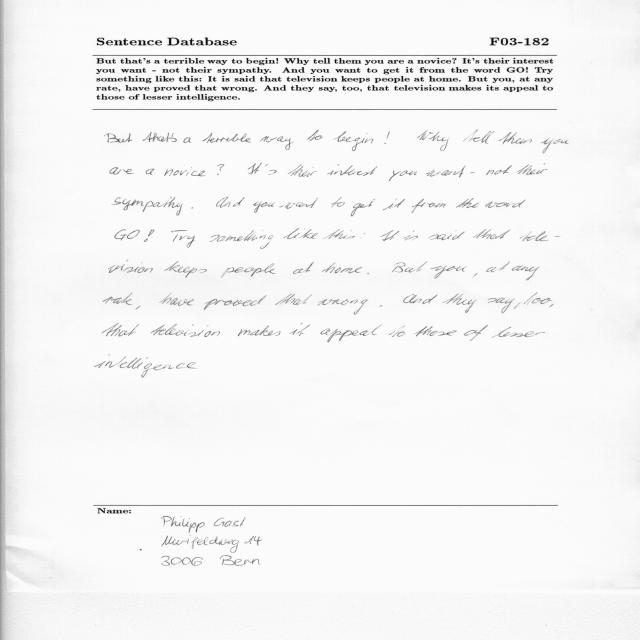 Sentence Database F03-182
But that's a terrible way to begin! Why tell them you are a novice? It's their interest
you want - not their sympathy. And you want to get it from the word GO! Try
something like this: It is said that television keeps people at home. But you, at any
rate, have proved that wrong. And they say, too, that television makes its appeal to
those of lesser intelligence.
But that's a terrible way to begin! Why tell them you
are a novice? It's their interest you want - not their
sympathy. And you want to get it from the word
GO! Try something like this: It is said that tele-
vision keeps people at home. But you, at any
rate, have proved that wrong. And they say, too,
that television makes it appeal to those of lesser
intelligence
Name:
Philipp Gast
14
3006 Bern